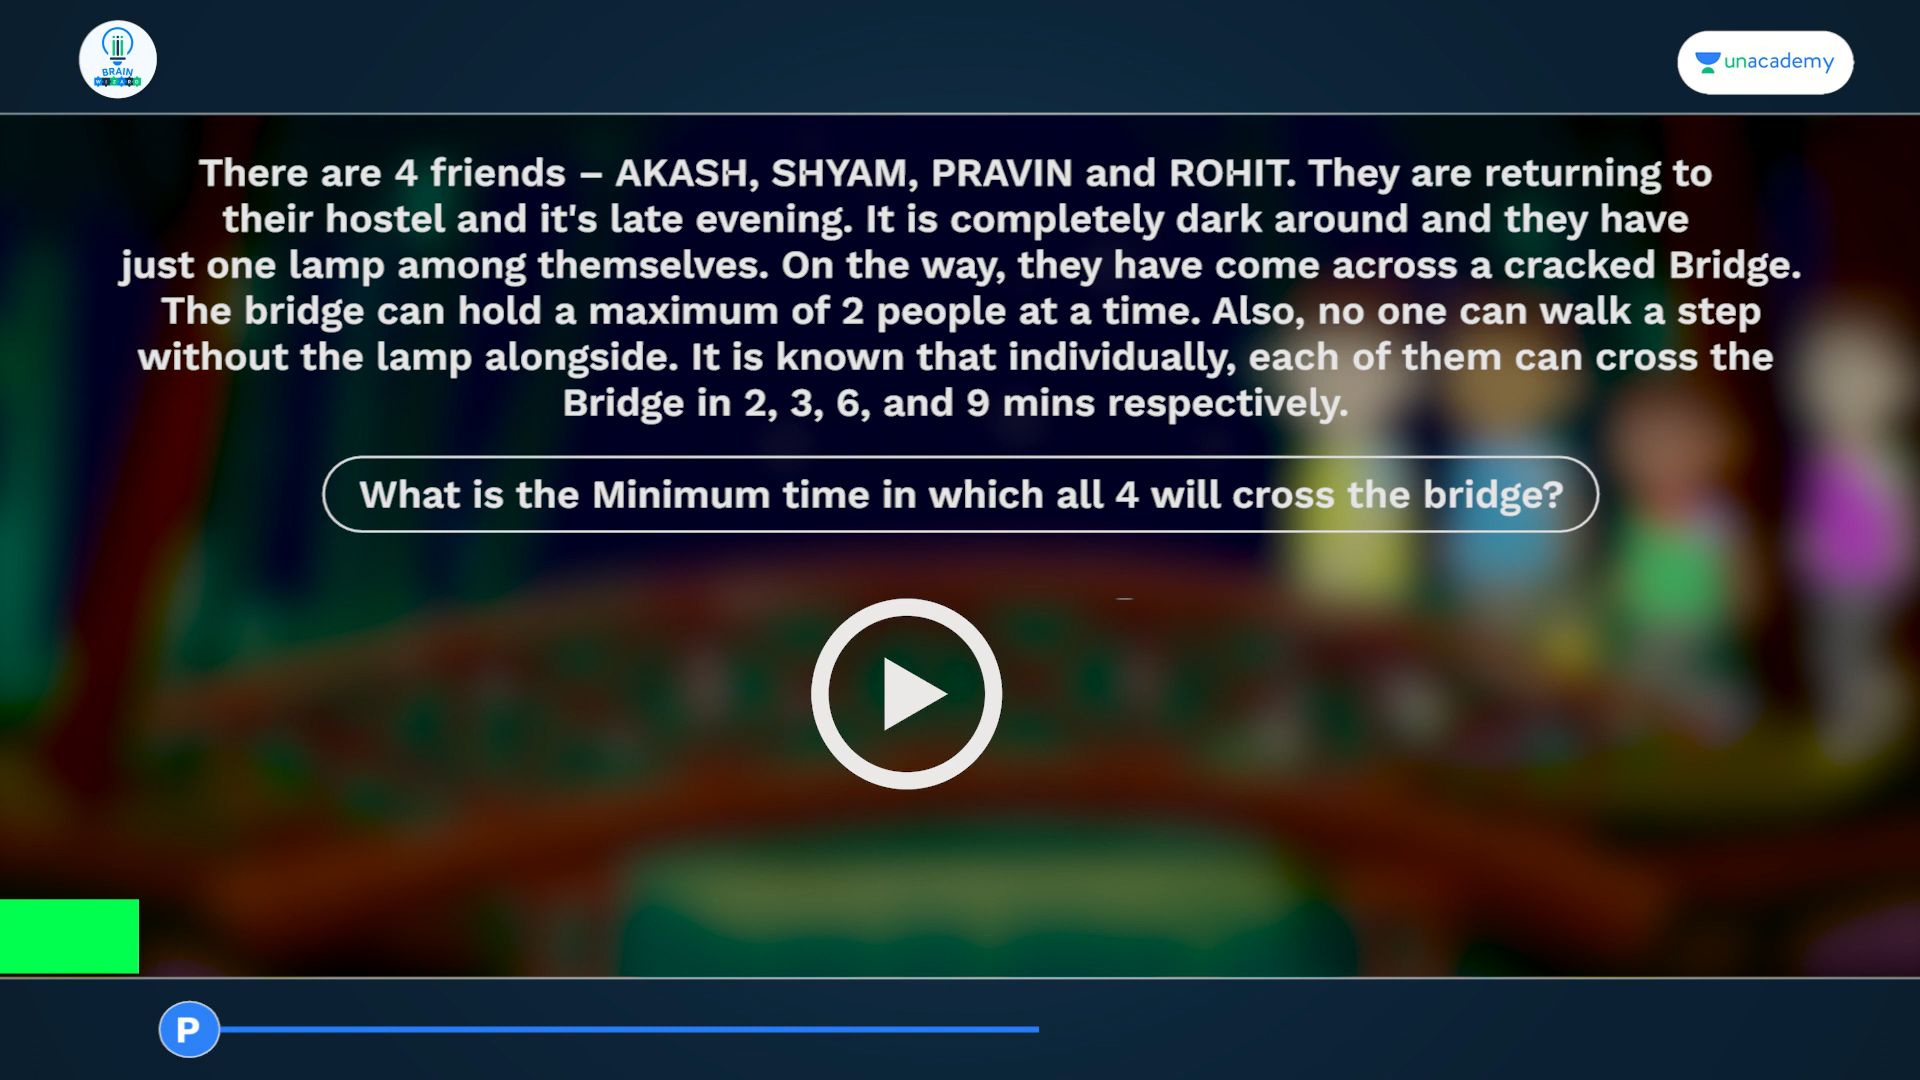 BRAIN
WIZARD
unacademy
There are 4 friends – AKASH, SHYAM, PRAVIN and ROHIT. They are returning to
their hostel and it's late evening. It is completely dark around and they have
just one lamp among themselves. On the way, they have come across a cracked Bridge.
The bridge can hold a maximum of 2 people at a time. Also, no one can walk a step
without the lamp alongside. It is known that individually, each of them can cross the
Bridge in 2, 3, 6, and 9 mins respectively.
What is the Minimum time in which all 4 will cross the bridge?
P